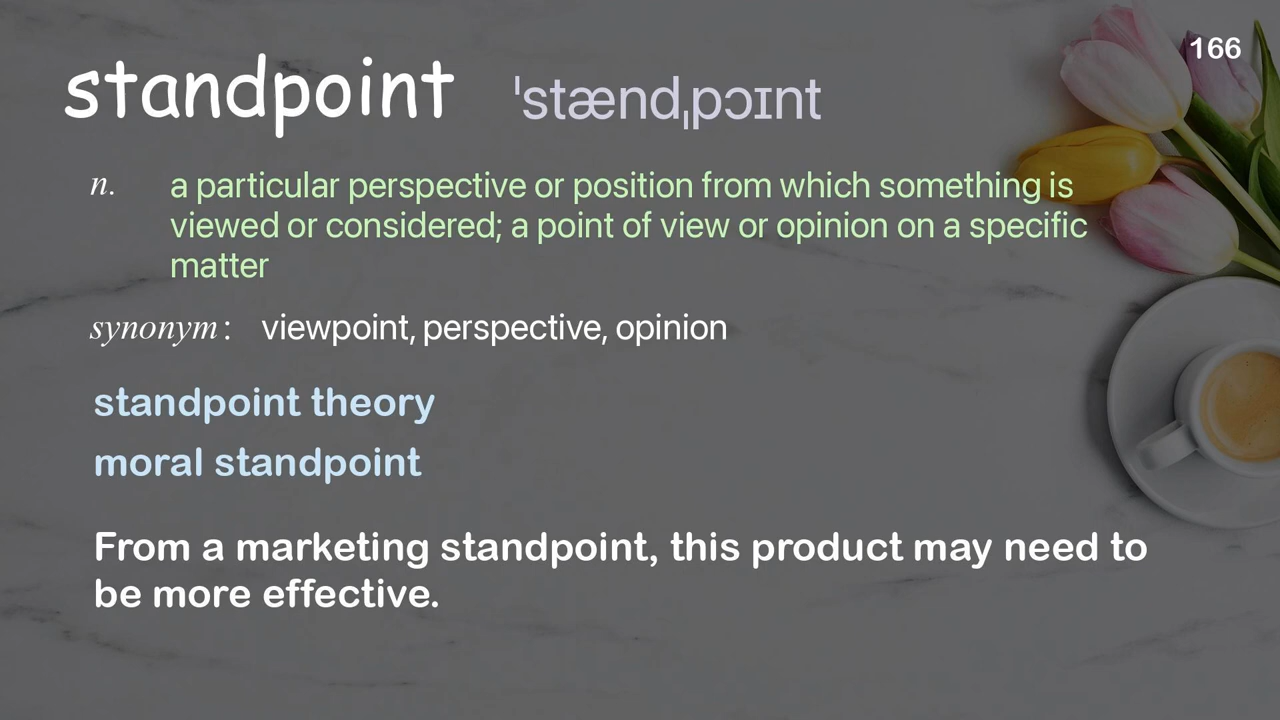 166
standpoint ˈstændˌpɔɪnt
n. a particular perspective or position from which something is
viewed or considered; a point of view or opinion on a specific
matter
synonym: viewpoint, perspective, opinion
standpoint theory
moral standpoint
From a marketing standpoint, this product may need to
be more effective.